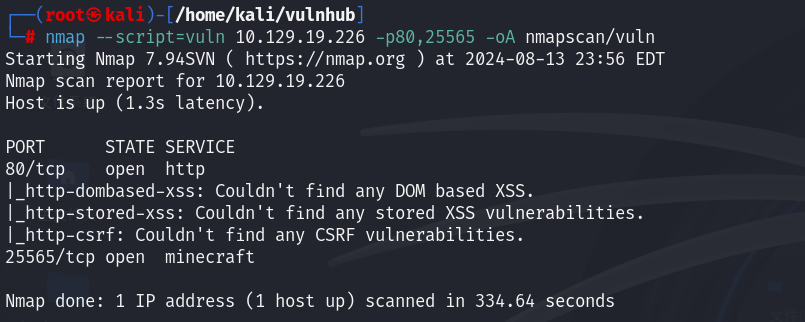 ┌──(root㉿kali)-[/home/kali/vulnhub]
└─# nmap --script=vuln 10.129.19.226 -p80,25565 -oA nmapscan/vuln
Starting Nmap 7.94SVN ( https://nmap.org ) at 2024-08-13 23:56 EDT
Nmap scan report for 10.129.19.226
Host is up (1.3s latency).

PORT      STATE SERVICE
80/tcp    open  http
|_http-dombased-xss: Couldn't find any DOM based XSS.
|_http-stored-xss: Couldn't find any stored XSS vulnerabilities.
|_http-csrf: Couldn't find any CSRF vulnerabilities.
25565/tcp open  minecraft

Nmap done: 1 IP address (1 host up) scanned in 334.64 seconds